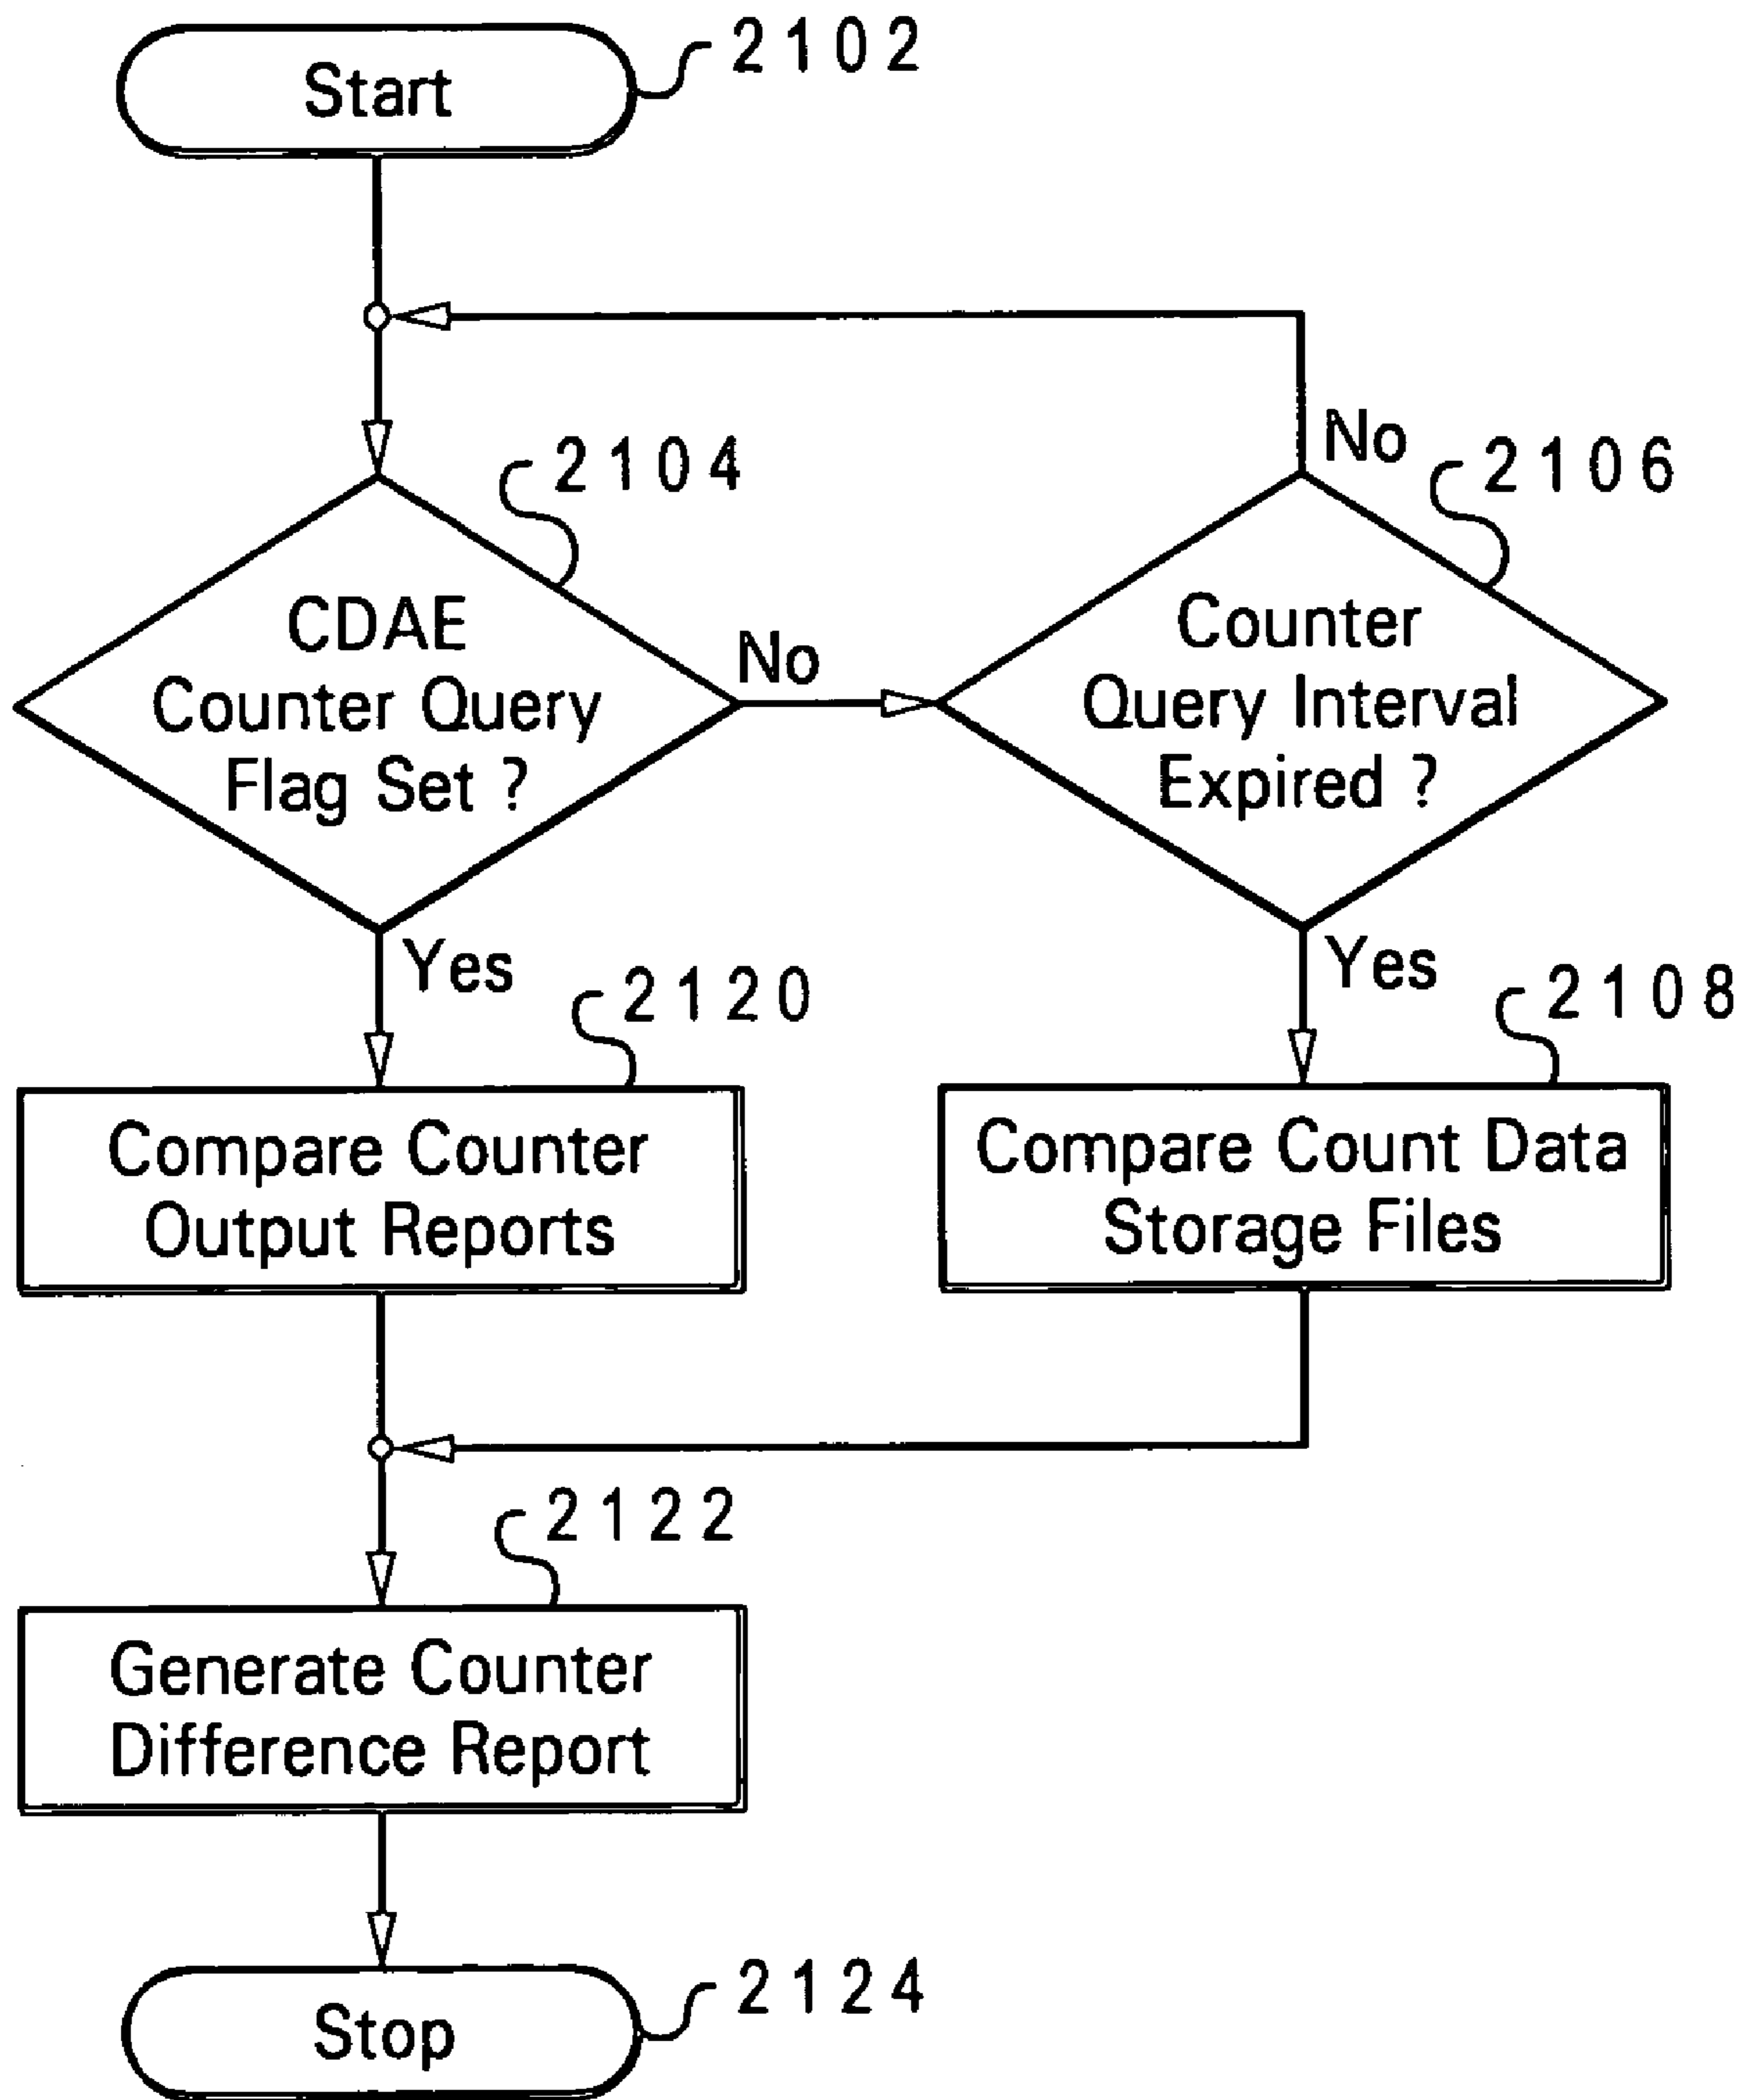 Start
2102
No
2104
2106
CDAE
Counter Query
Flag Set ?
No
Counter
Query Interval
Expired ?
Yes
Yes
2120
2108
Compare Counter
Output Reports
Compare Count Data
Storage Files
2122
Generate Counter
Difference Report
Stop
2124